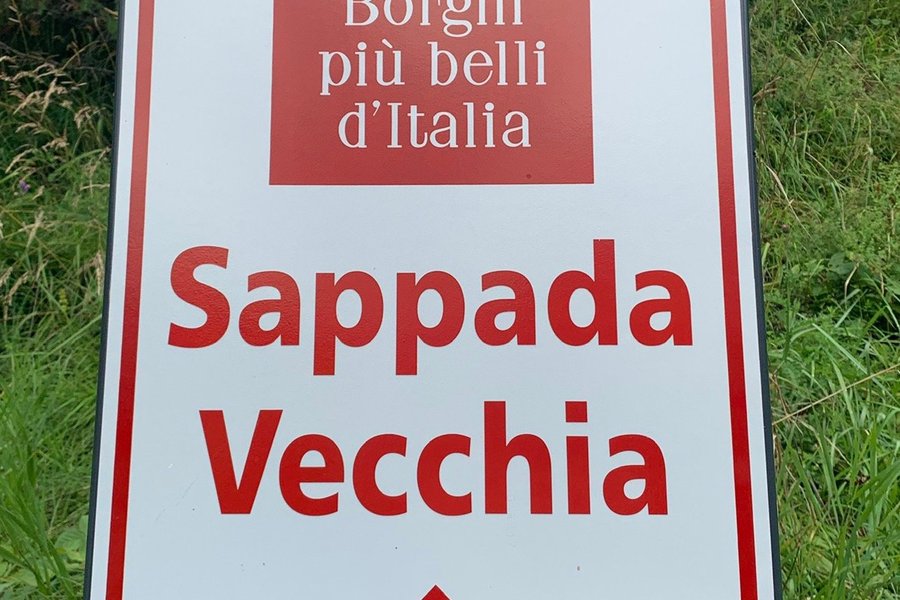 Borghi
più belli
d'Italia
Sappada
Vecchia